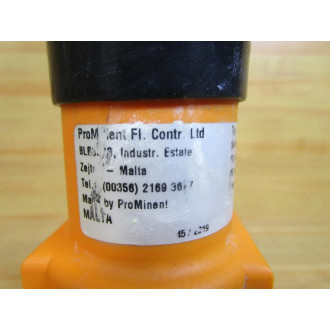 ProMinent Fl. Contr. Ltd
Industr. Estate
– Malta
Tel. (00356) 2169
by ProMinent
MALTA